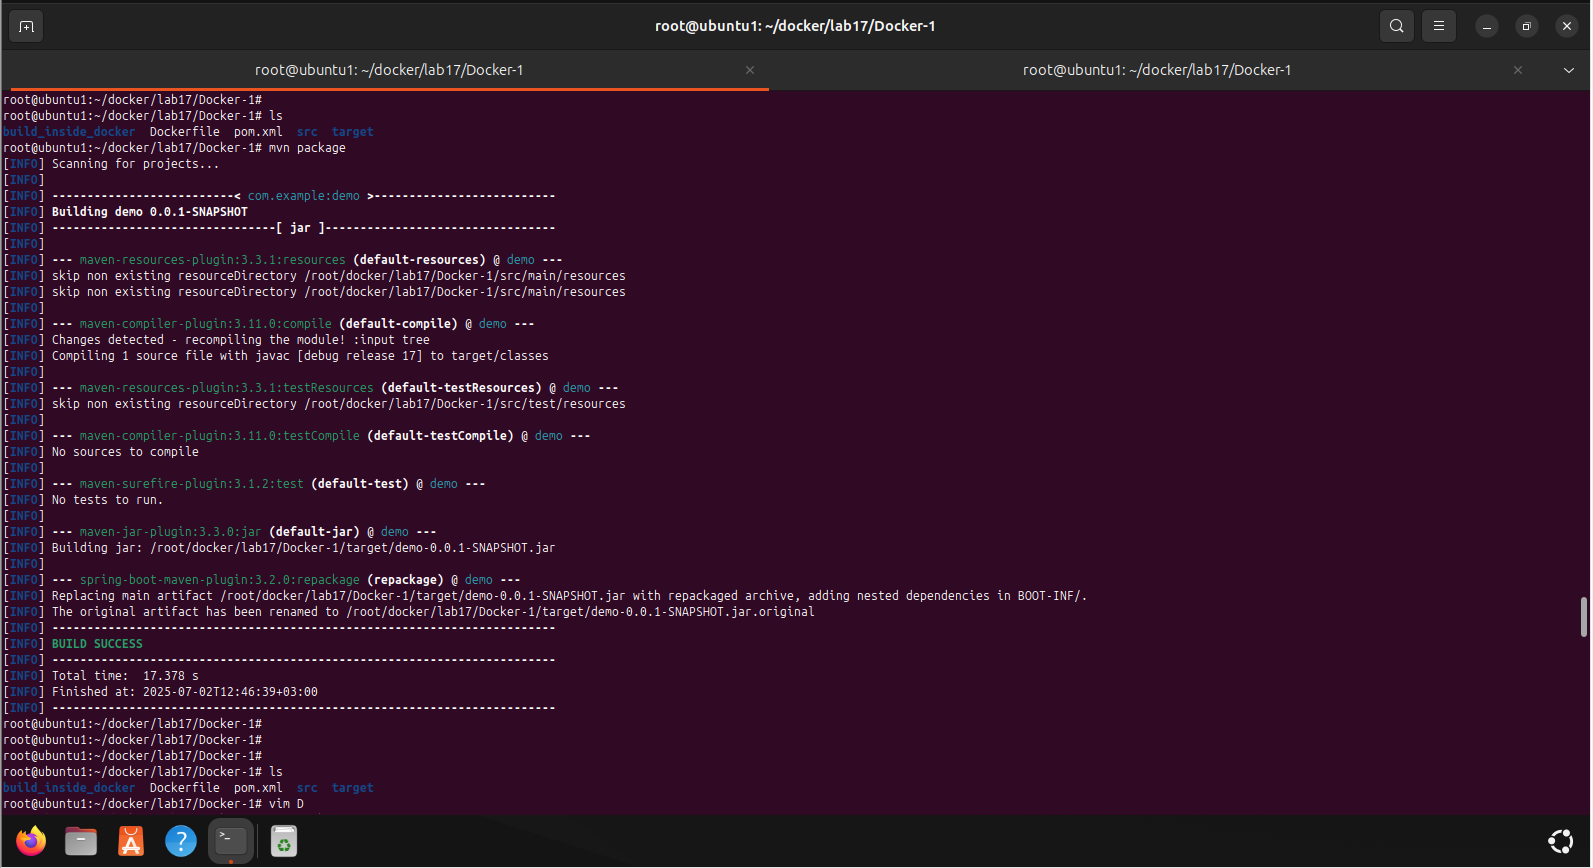 root@ubuntu1: ~/docker/lab17/Docker-1
root@ubuntu1: ~/docker/lab17/Docker-1
root@ubuntu1: ~/docker/lab17/Docker-1
root@ubuntu1:~/docker/lab17/Docker-1#
root@ubuntu1:~/docker/lab17/Docker-1# ls
build_inside_docker  Dockerfile  pom.xml  src  target
root@ubuntu1:~/docker/lab17/Docker-1# mvn package
[INFO] Scanning for projects...
[INFO]
[INFO] --------------------------< com.example:demo >--------------------------
[INFO] Building demo 0.0.1-SNAPSHOT
[INFO] --------------------------------[ jar ]---------------------------------
[INFO]
[INFO] --- maven-resources-plugin:3.3.1:resources (default-resources) @ demo ---
[INFO] skip non existing resourceDirectory /root/docker/lab17/Docker-1/src/main/resources
[INFO] skip non existing resourceDirectory /root/docker/lab17/Docker-1/src/main/resources
[INFO]
[INFO] --- maven-compiler-plugin:3.11.0:compile (default-compile) @ demo ---
[INFO] Changes detected - recompiling the module! :input tree
[INFO] Compiling 1 source file with javac [debug release 17] to target/classes
[INFO]
[INFO] --- maven-resources-plugin:3.3.1:testResources (default-testResources) @ demo ---
[INFO] skip non existing resourceDirectory /root/docker/lab17/Docker-1/src/test/resources
[INFO]
[INFO] --- maven-compiler-plugin:3.11.0:testCompile (default-testCompile) @ demo ---
[INFO] No sources to compile
[INFO]
[INFO] --- maven-surefire-plugin:3.1.2:test (default-test) @ demo ---
[INFO] No tests to run.
[INFO]
[INFO] --- maven-jar-plugin:3.3.0:jar (default-jar) @ demo ---
[INFO] Building jar: /root/docker/lab17/Docker-1/target/demo-0.0.1-SNAPSHOT.jar
[INFO]
[INFO] --- spring-boot-maven-plugin:3.2.0:repackage (repackage) @ demo ---
[INFO] Replacing main artifact /root/docker/lab17/Docker-1/target/demo-0.0.1-SNAPSHOT.jar with repackaged archive, adding nested dependencies in BOOT-INF/.
[INFO] The original artifact has been renamed to /root/docker/lab17/Docker-1/target/demo-0.0.1-SNAPSHOT.jar.original
[INFO] ------------------------------------------------------------------------
[INFO] BUILD SUCCESS
[INFO] ------------------------------------------------------------------------
[INFO] Total time:  17.378 s
[INFO] Finished at: 2025-07-02T12:46:39+03:00
[INFO] ------------------------------------------------------------------------
root@ubuntu1:~/docker/lab17/Docker-1#
root@ubuntu1:~/docker/lab17/Docker-1#
root@ubuntu1:~/docker/lab17/Docker-1#
root@ubuntu1:~/docker/lab17/Docker-1# ls
build_inside_docker  Dockerfile  pom.xml  src  target
root@ubuntu1:~/docker/lab17/Docker-1# vim D